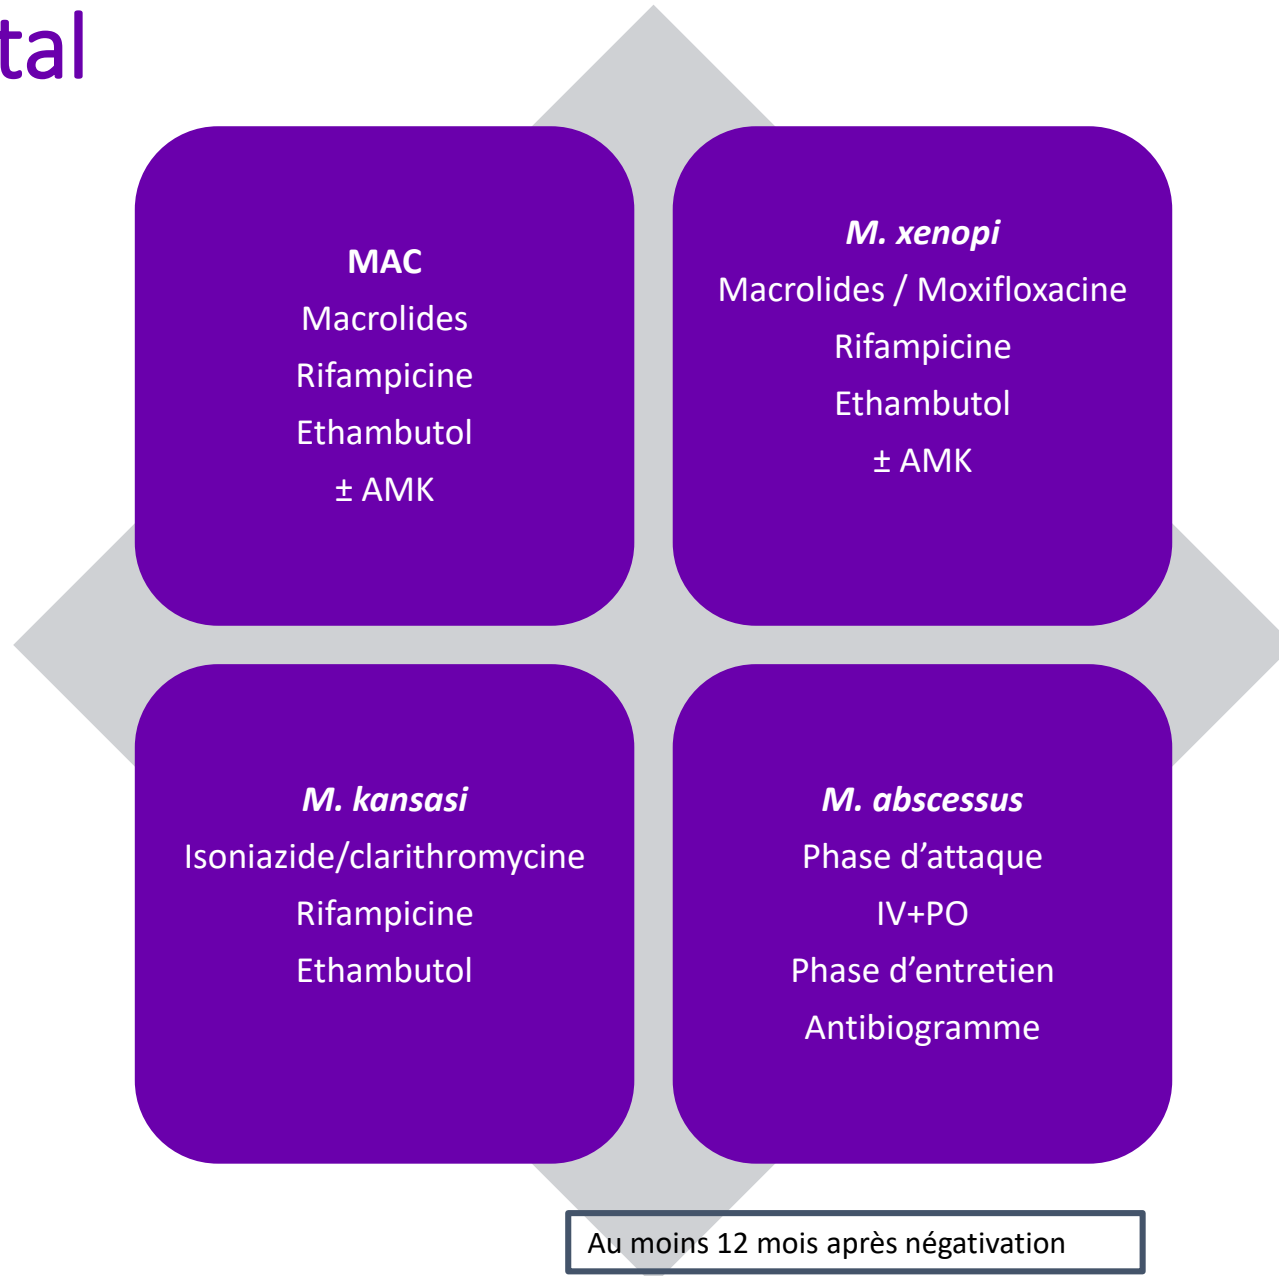 tal
MAC
Macrolides
Rifampicine
Ethambutol
± AMK
M. xenopi
Macrolides / Moxifloxacine
Rifampicine
Ethambutol
± AMK
M. kansasi
Isoniazide/clarithromycine
Rifampicine
Ethambutol
M. abscessus
Phase d’attaque
IV+PO
Phase d’entretien
Antibiogramme
Au moins 12 mois après négativation